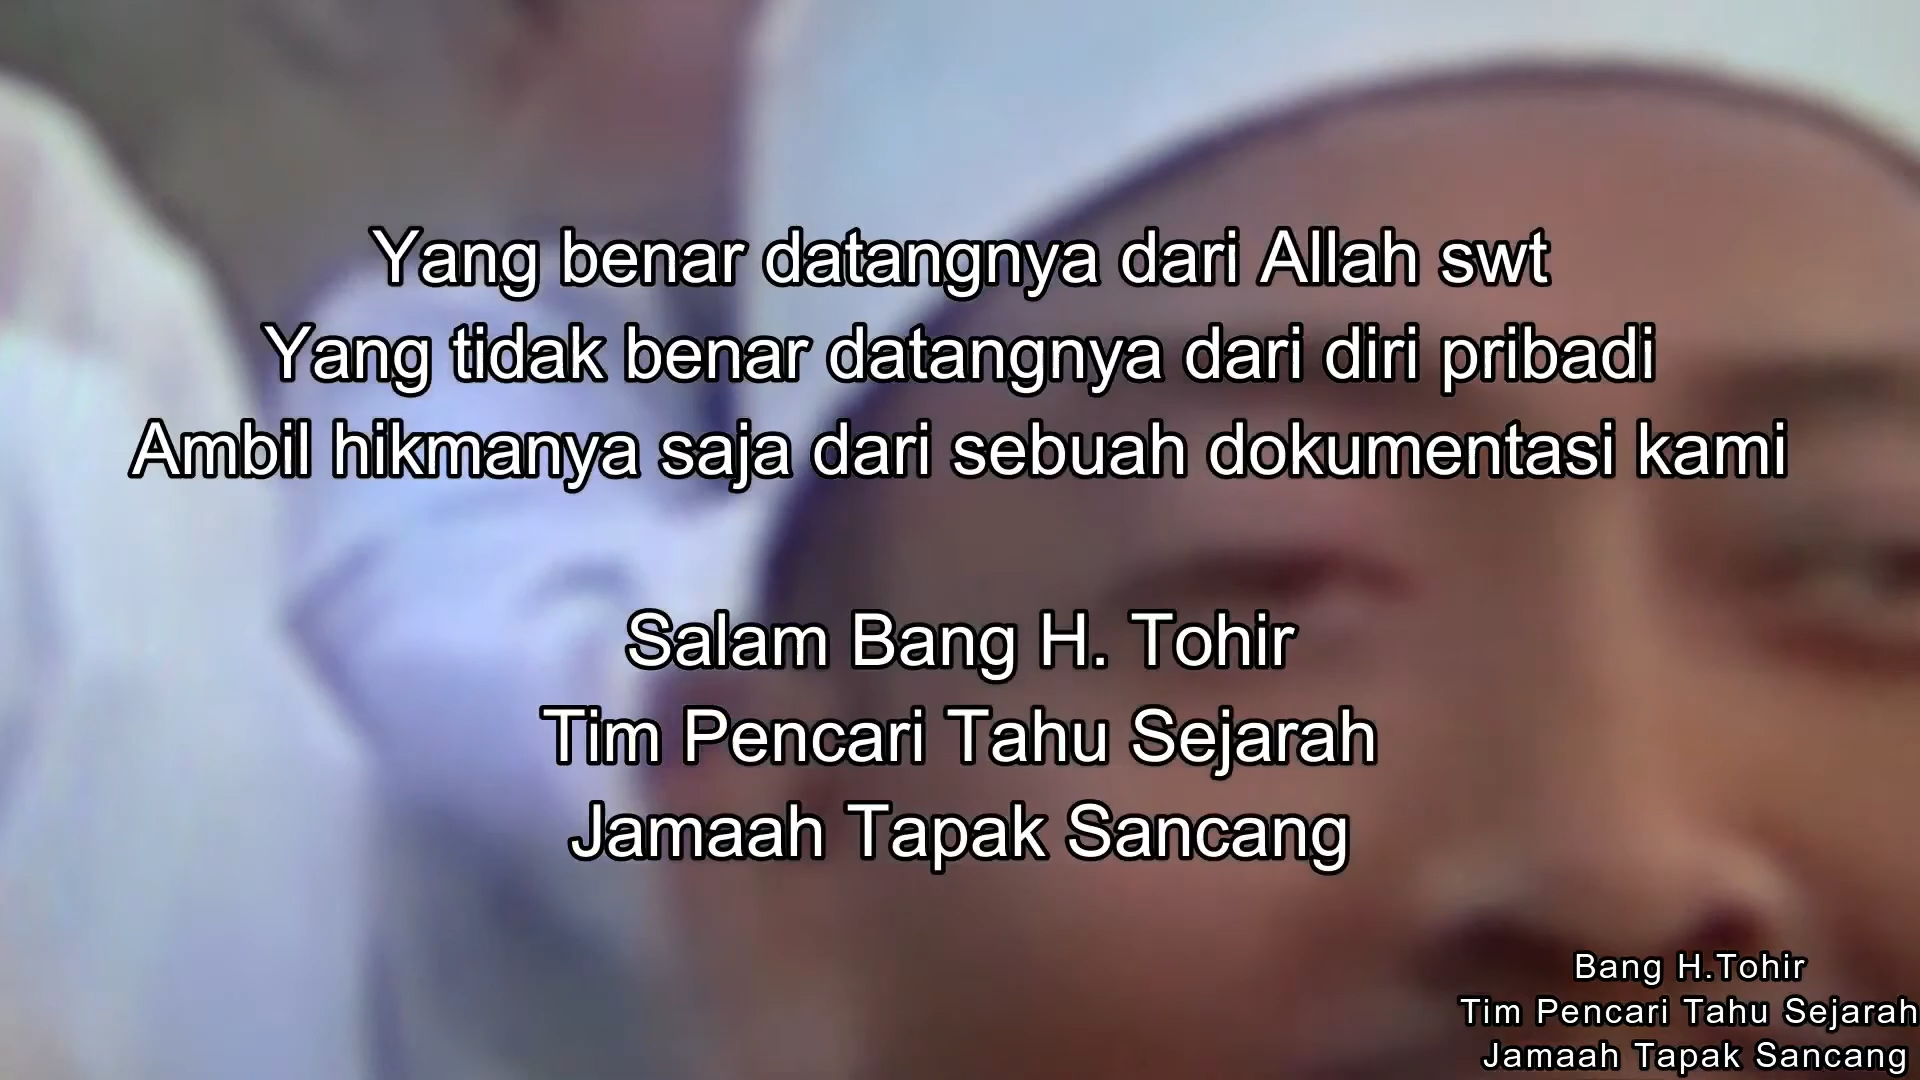 Yang benar datangnya dari Allah swt
Yang tidak benar datangnya dari diri pribadi
Ambil hikmanya saja dari sebuah dokumentasi kami
Salam Bang H. Tohir
Tim Pencari Tahu Sejarah
Jamaah Tapak Sancang
Bang H.Tohir
Tim Pencari Tahu Sejarah
Jamaah Tapak Sancang